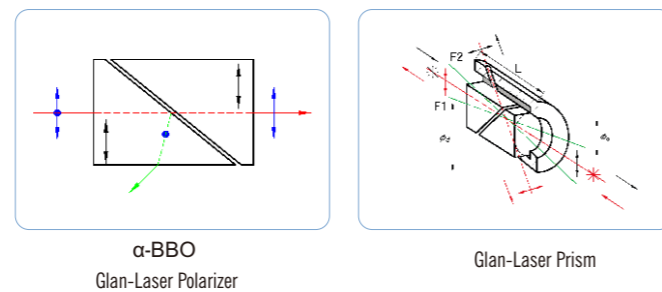 F2
L
F1
α-BBO
Glan-Laser Polarizer
Glan-Laser Prism